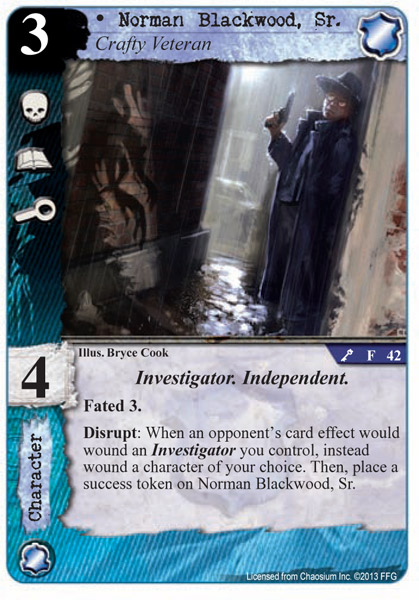 3
• Norman Blackwood, Sr.
Crafty Veteran
Illus. Bryce Cook
F 42
4
Investigator. Independent.
Fated 3.
Disrupt: When an opponent's card effect would
wound an Investigator you control, instead
wound a character of your choice. Then, place a
success token on Norman Blackwood, Sr.
Character
Licensed from Chaosium Inc. ©2013 FFG